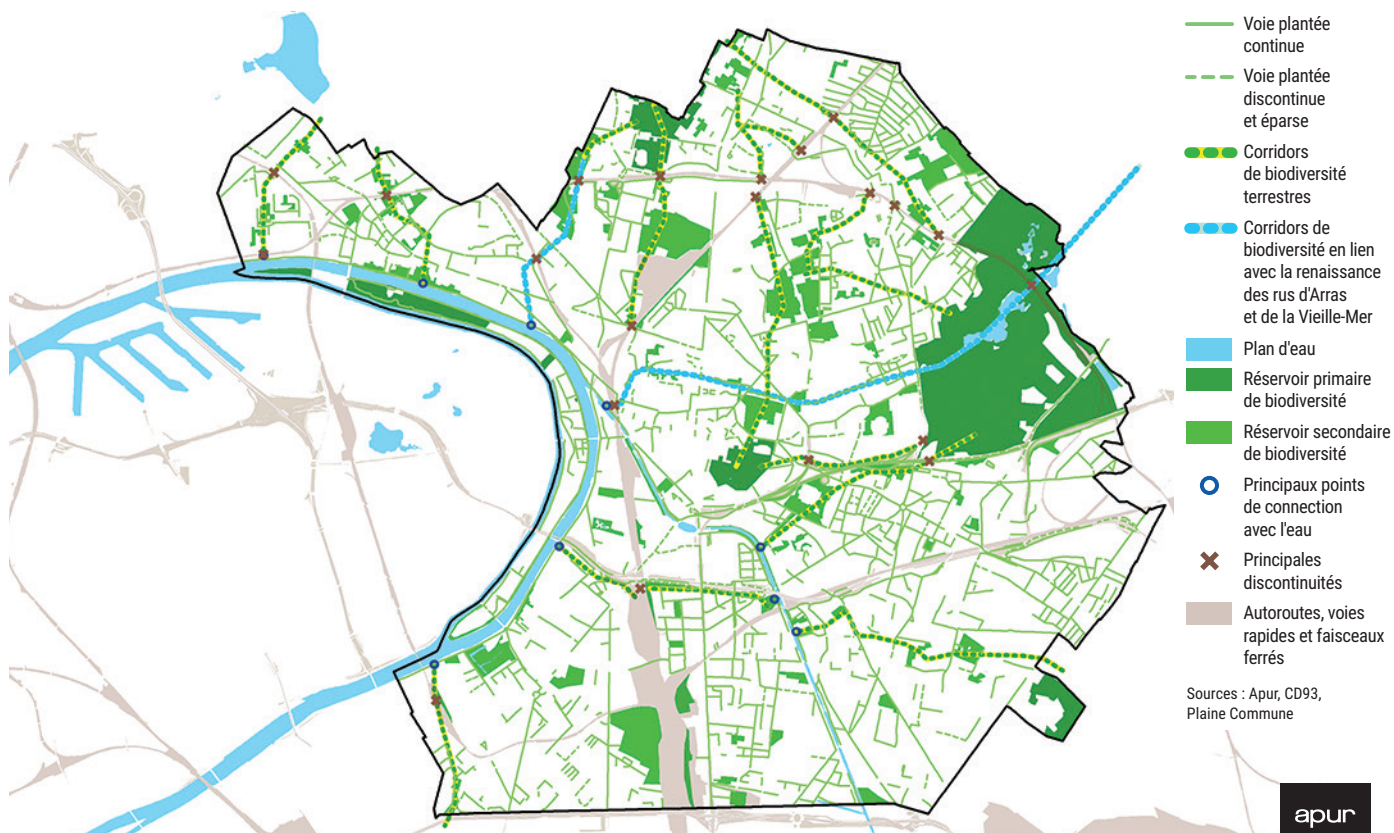 Voie plantée
continue
Voie plantée
discontinue
et éparse
Corridors
de biodiversité
terrestres
Corridors de
biodiversité en lien
avec la renaissance
des rus d'Arras
et de la Vieille-Mer
Plan d'eau
Réservoir primaire
de biodiversité
Réservoir secondaire
de biodiversité
Principaux points
de connection
avec l'eau
Principales
discontinuités
Autoroutes, voies
rapides et faisceaux
ferrés
Sources : Apur, CD93,
Plaine Commune
apur